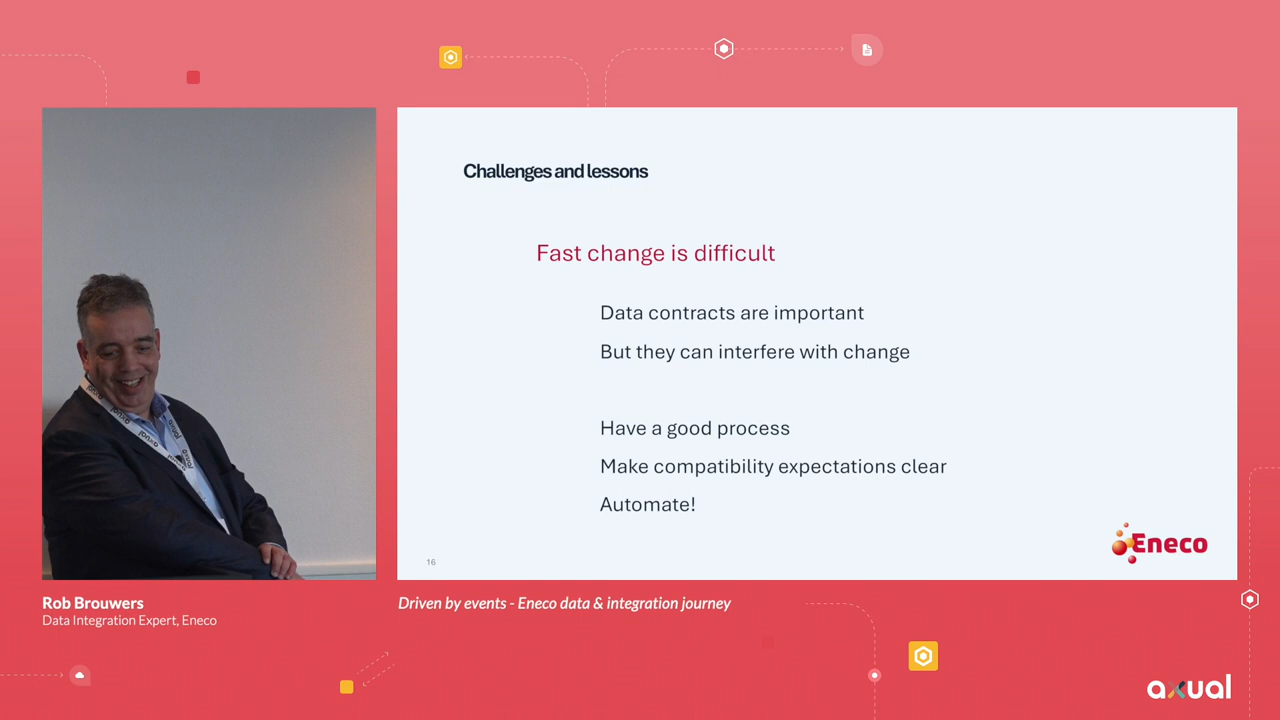 Challenges and lessons
Fast change is difficult
Data contracts are important
But they can interfere with change
Have a good process
Make compatibility expectations clear
Automate!
16
Eneco
Rob Brouwers
Data Integration Expert, Eneco
Driven by events - Eneco data & integration journey
axual